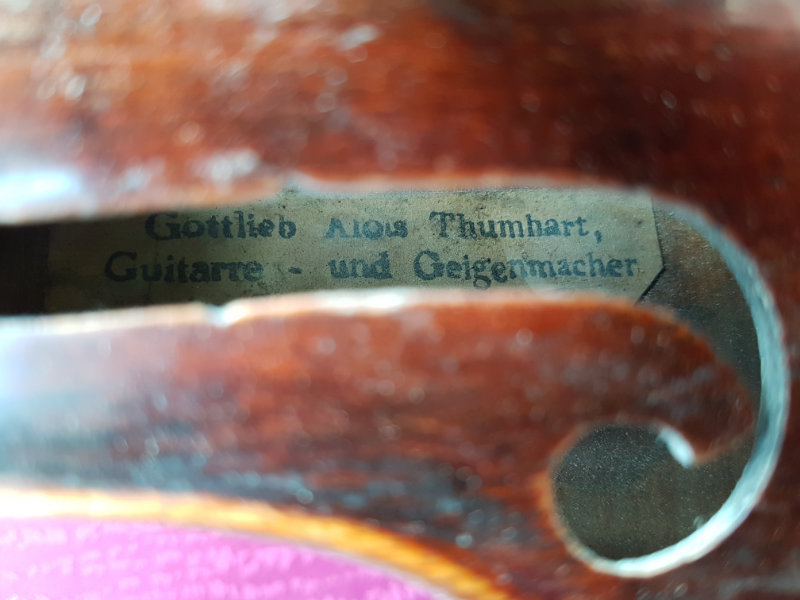 Gottlieb Alois Thumhart,
Guitarre - und Geigenmacher